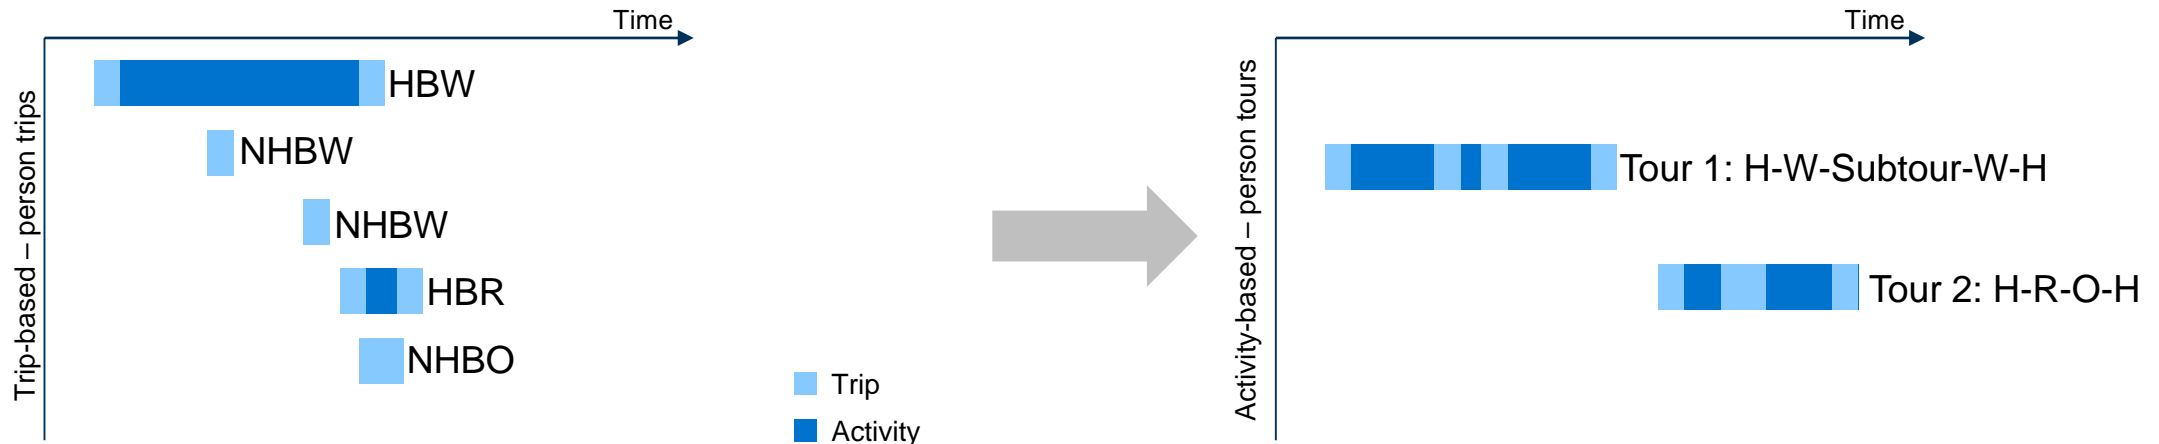 Time
Trip-based – person trips
HBW
NHBW
NHBW
HBR
NHBO
Trip
Activity
Time
Activity-based – person tours
Tour 1: H-W-Subtour-W-H
Tour 2: H-R-O-H